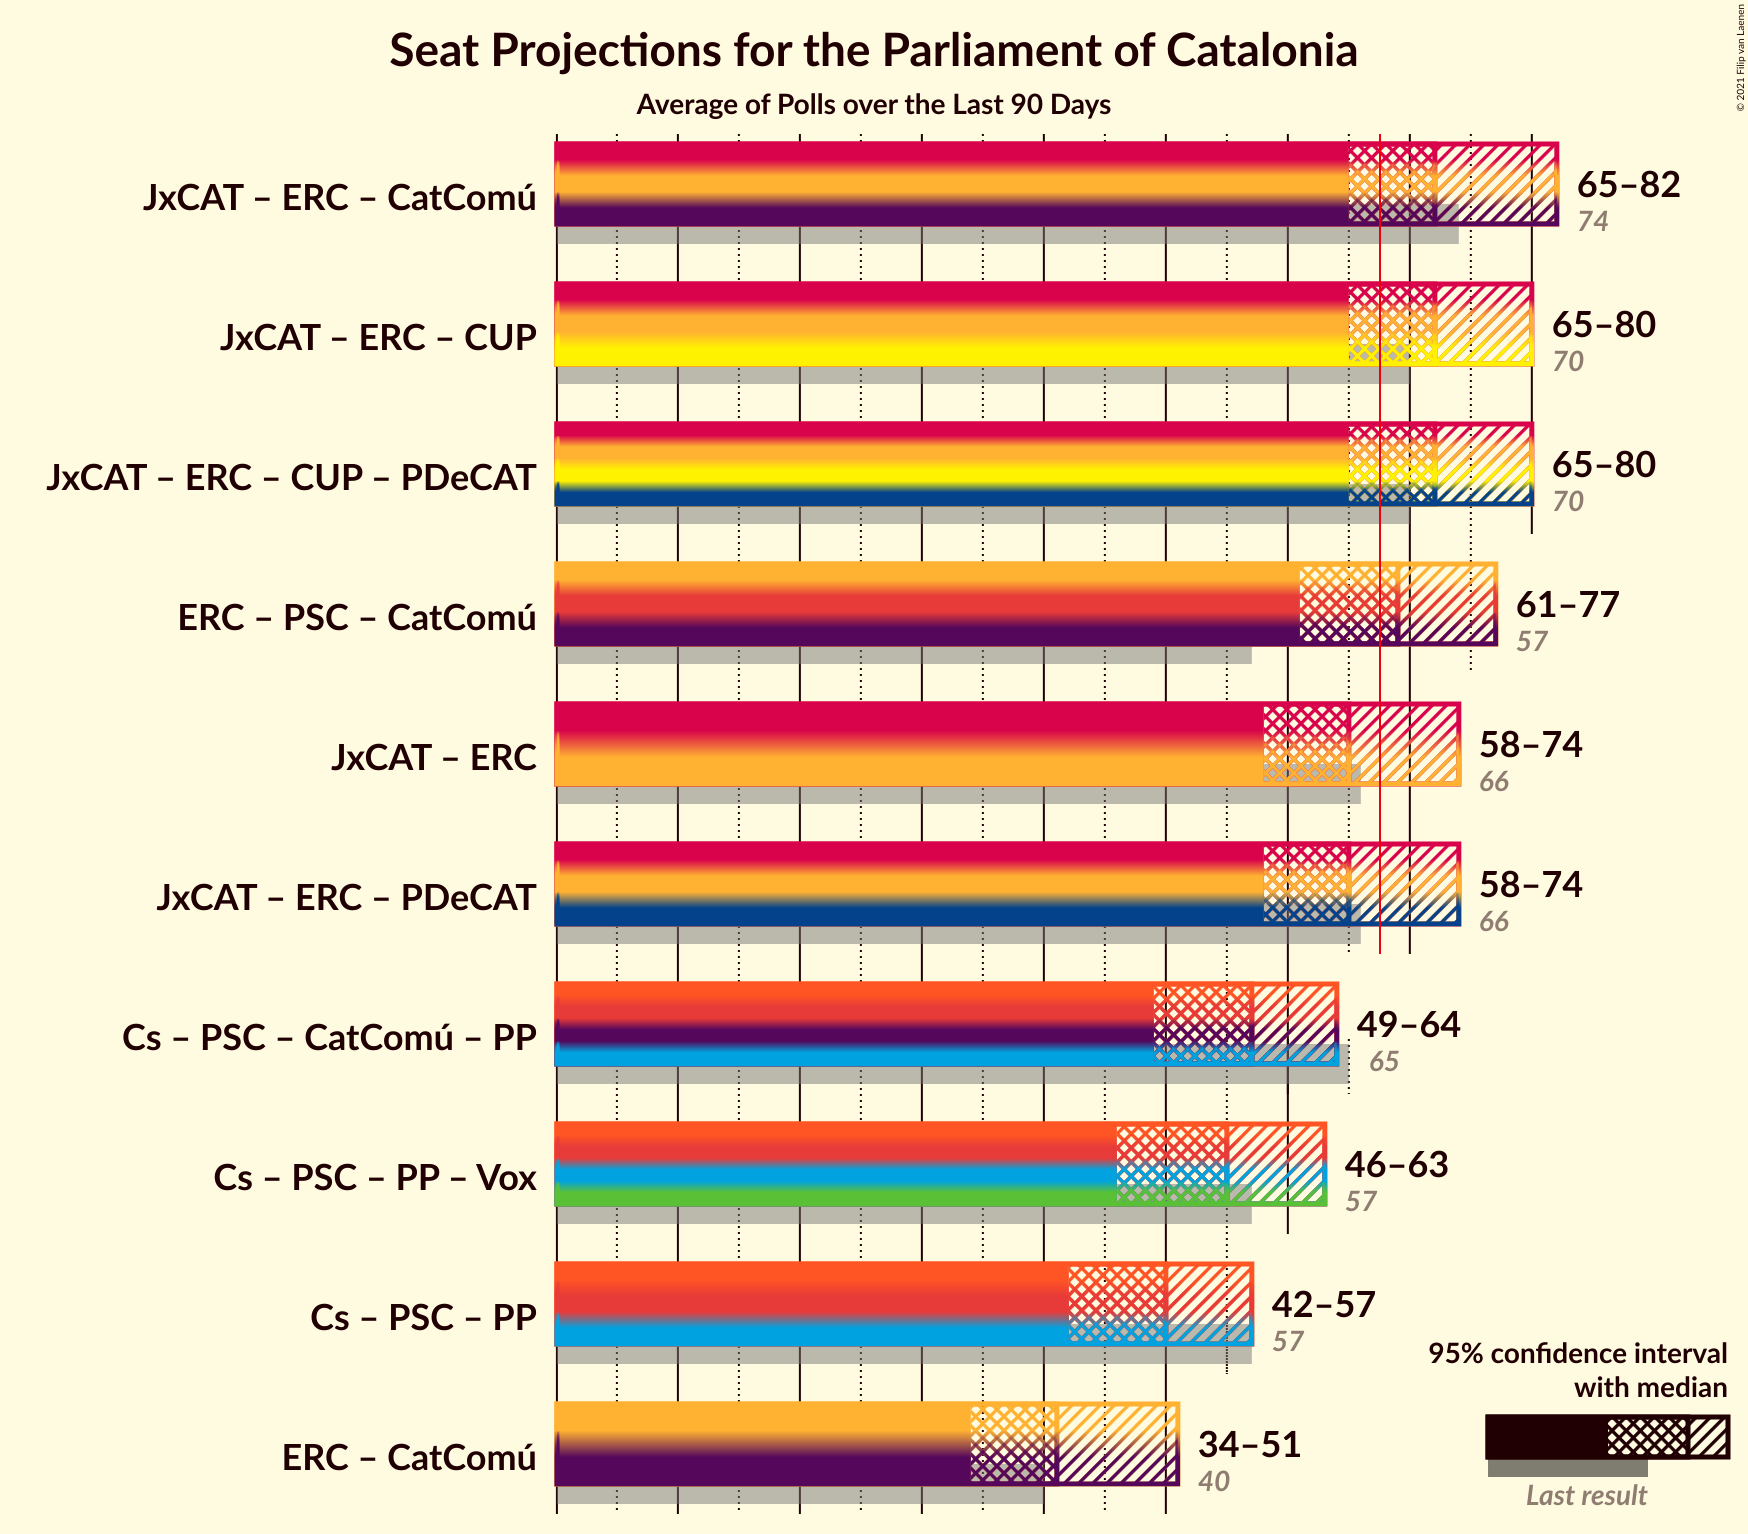 Seat Projections for the Parliament of Catalonia
Average of Polls over the Last 90 Days
© 2021 Filip van Laenen
JxCAT – ERC – CatComú
65–82
74
JxCAT – ERC – CUP
65–80
70
JxCAT – ERC – CUP – PDeCAT
65–80
70
ERC – PSC – CatComú
61–77
57
JxCAT – ERC
58–74
66
JxCAT – ERC – PDeCAT
58–74
66
Cs – PSC – CatComú – PP
49–64
65
Cs – PSC – PP – Vox
46–63
57
Cs – PSC – PP
42–57
57
ERC – CatComú
34–51
40
95% confidence interval
with median
Last result